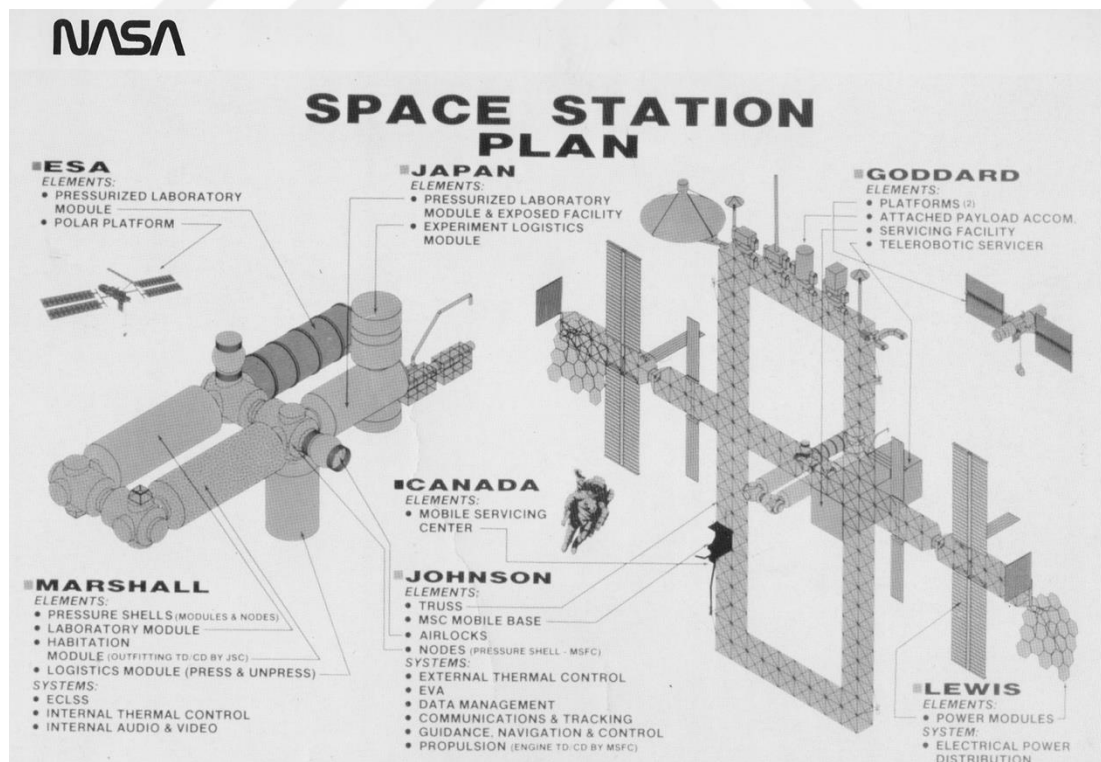 NASA
SPACE STATION
PLAN
ESA
ELEMENTS:
• PRESSURIZED LABORATORY
MODULE
• POLAR PLATFORM
JAPAN
ELEMENTS:
• PRESSURIZED LABORATORY
MODULE & EXPOSED FACILITY
• EXPERIMENT LOGISTICS
MODULE
GODDARD
ELEMENTS:
• PLATFORMS (2)
• ATTACHED PAYLOAD ACCOM.
• SERVICING FACILITY
• TELEROBOTIC SERVICER
CANADA
ELEMENTS:
• MOBILE SERVICING
CENTER
MARSHALL
ELEMENTS:
• PRESSURE SHELLS (MODULES & NODES)
• LABORATORY MODULE
• HABITATION
MODULE (OUTFITTING TD/CD BY JSC)
• LOGISTICS MODULE (PRESS & UNPRESS)
SYSTEMS:
• ECLSS
• INTERNAL THERMAL CONTROL
• INTERNAL AUDIO & VIDEO
JOHNSON
ELEMENTS:
• TRUSS
• MSC MOBILE BASE
• AIRLOCKS
• NODES (PRESSURE SHELL - MSFC)
SYSTEMS:
• EXTERNAL THERMAL CONTROL
• EVA
• DATA MANAGEMENT
• COMMUNICATIONS & TRACKING
• GUIDANCE, NAVIGATION & CONTROL
• PROPULSION (ENGINE TD/CD BY MSFC)
LEWIS
ELEMENTS:
• POWER MODULES
SYSTEM:
• ELECTRICAL POWER
DISTRIBUTION